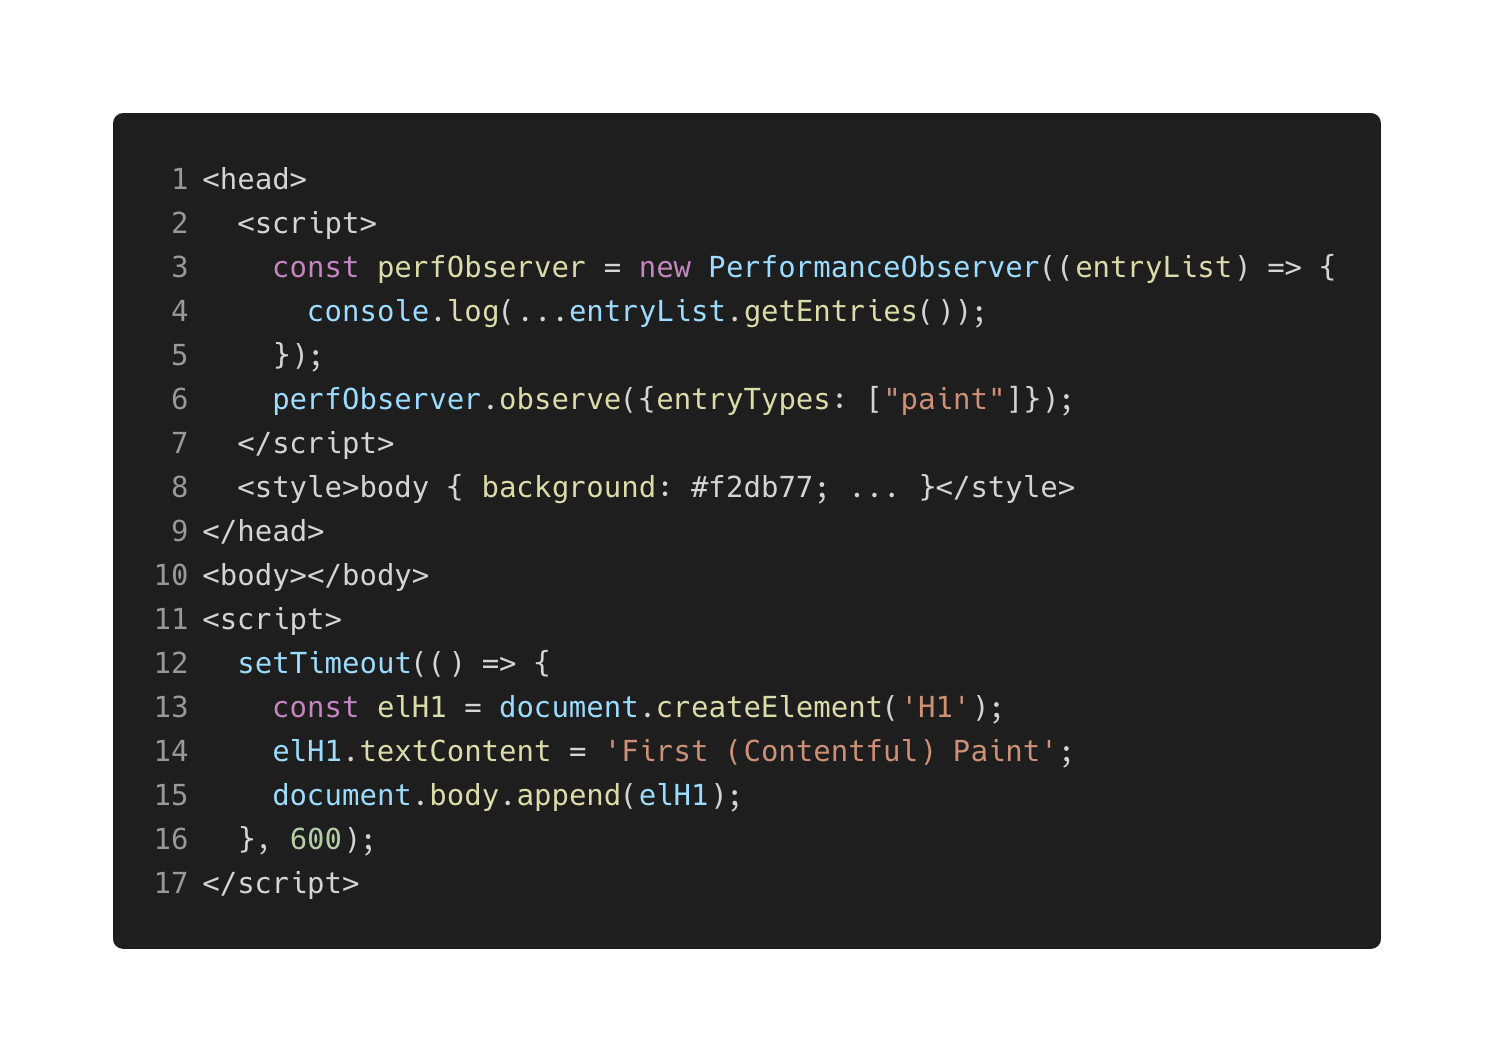 1 <head>
2   <script>
3     const perfObserver = new PerformanceObserver((entryList) => {
4       console.log(...entryList.getEntries());
5     });
6     perfObserver.observe({entryTypes: ["paint"]});
7   </script>
8   <style>body { background: #f2db77; ... }</style>
9 </head>
10 <body></body>
11 <script>
12   setTimeout(() => {
13     const elH1 = document.createElement('H1');
14     elH1.textContent = 'First (Contentful) Paint';
15     document.body.append(elH1);
16   }, 600);
17 </script>